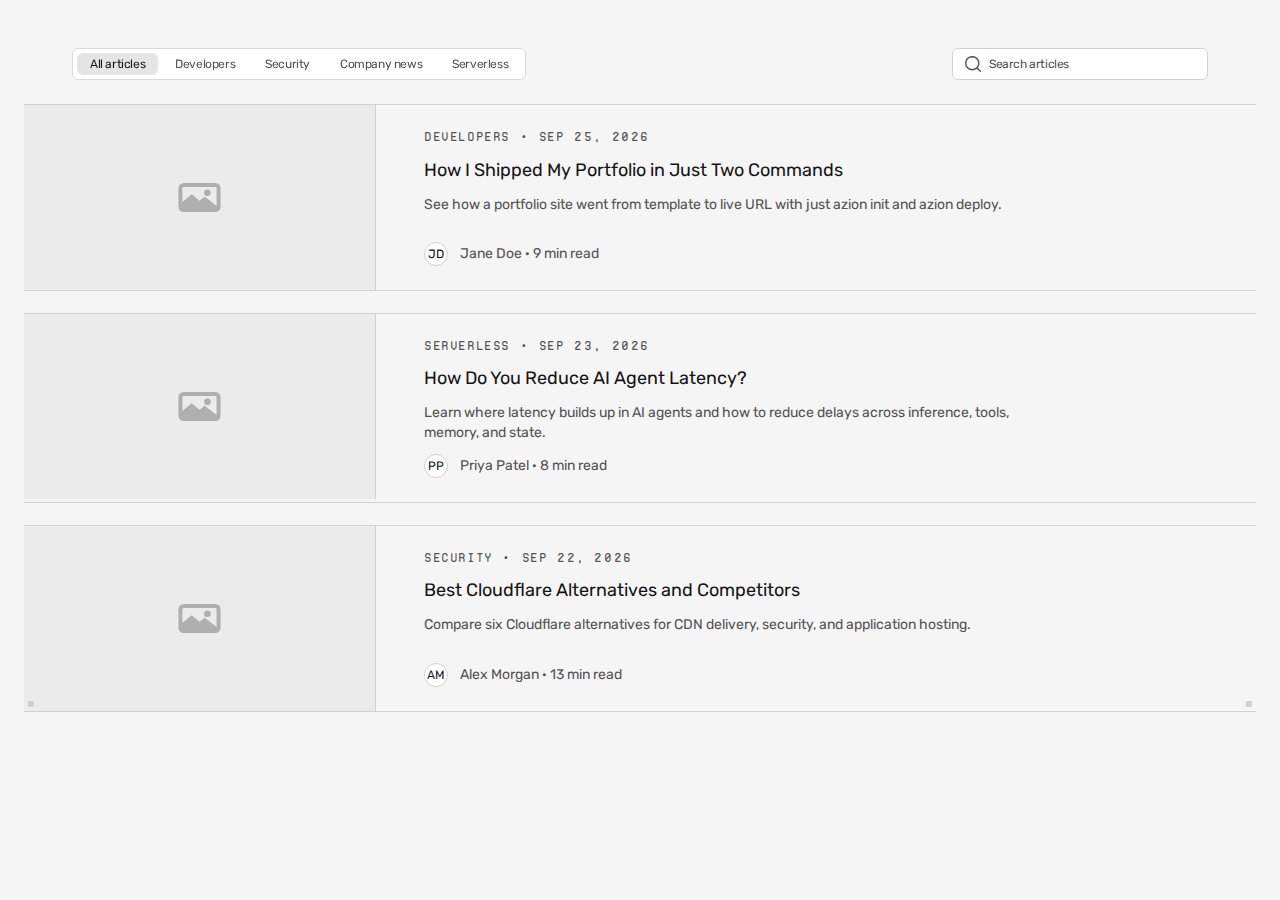 All articles
Developers
Security
Company news
Serverless
Search articles
DEVELOPERS • SEP 25, 2026
How I Shipped My Portfolio in Just Two Commands
See how a portfolio site went from template to live URL with just azion init and azion deploy.
JD
Jane Doe • 9 min read
SERVERLESS • SEP 23, 2026
How Do You Reduce AI Agent Latency?
Learn where latency builds up in AI agents and how to reduce delays across inference, tools,
memory, and state.
PP
Priya Patel • 8 min read
SECURITY • SEP 22, 2026
Best Cloudflare Alternatives and Competitors
Compare six Cloudflare alternatives for CDN delivery, security, and application hosting.
AM
Alex Morgan • 13 min read